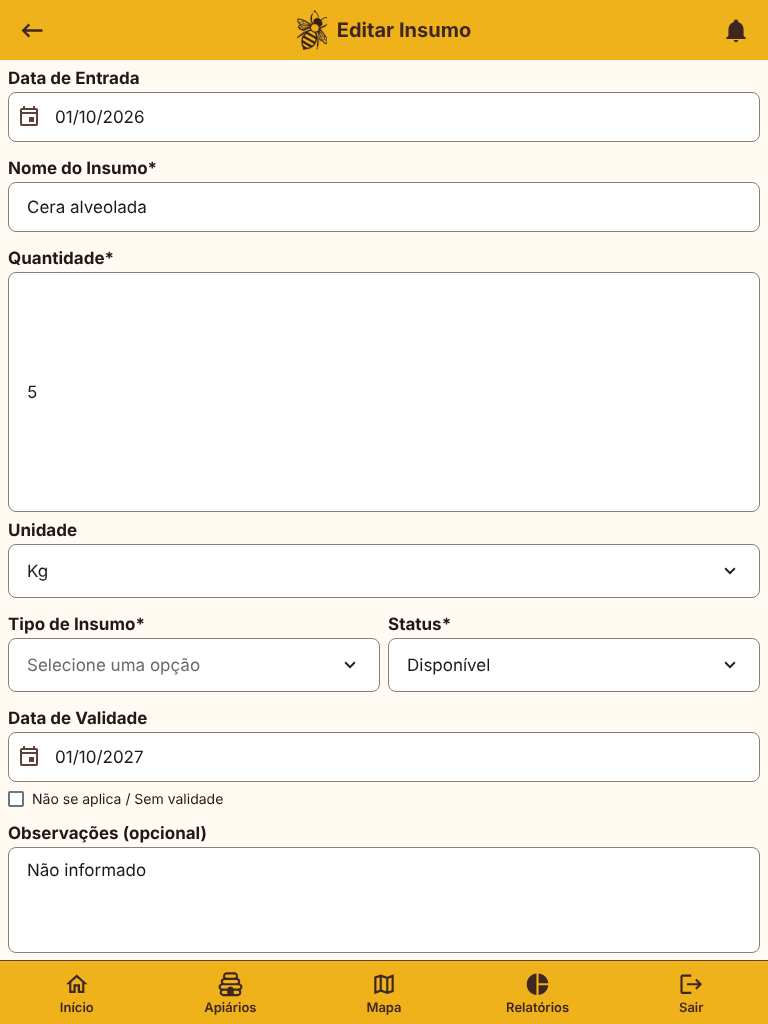 Editar Insumo
Data de Entrada
01/10/2026
Nome do Insumo*
Cera alveolada
Quantidade*
5
Unidade
Kg
Tipo de Insumo*
Status*
Selecione uma opção
Disponível
Data de Validade
01/10/2027
Não se aplica / Sem validade
Observações (opcional)
Não informado
Início
Apiários
Mapa
Relatórios
Sair